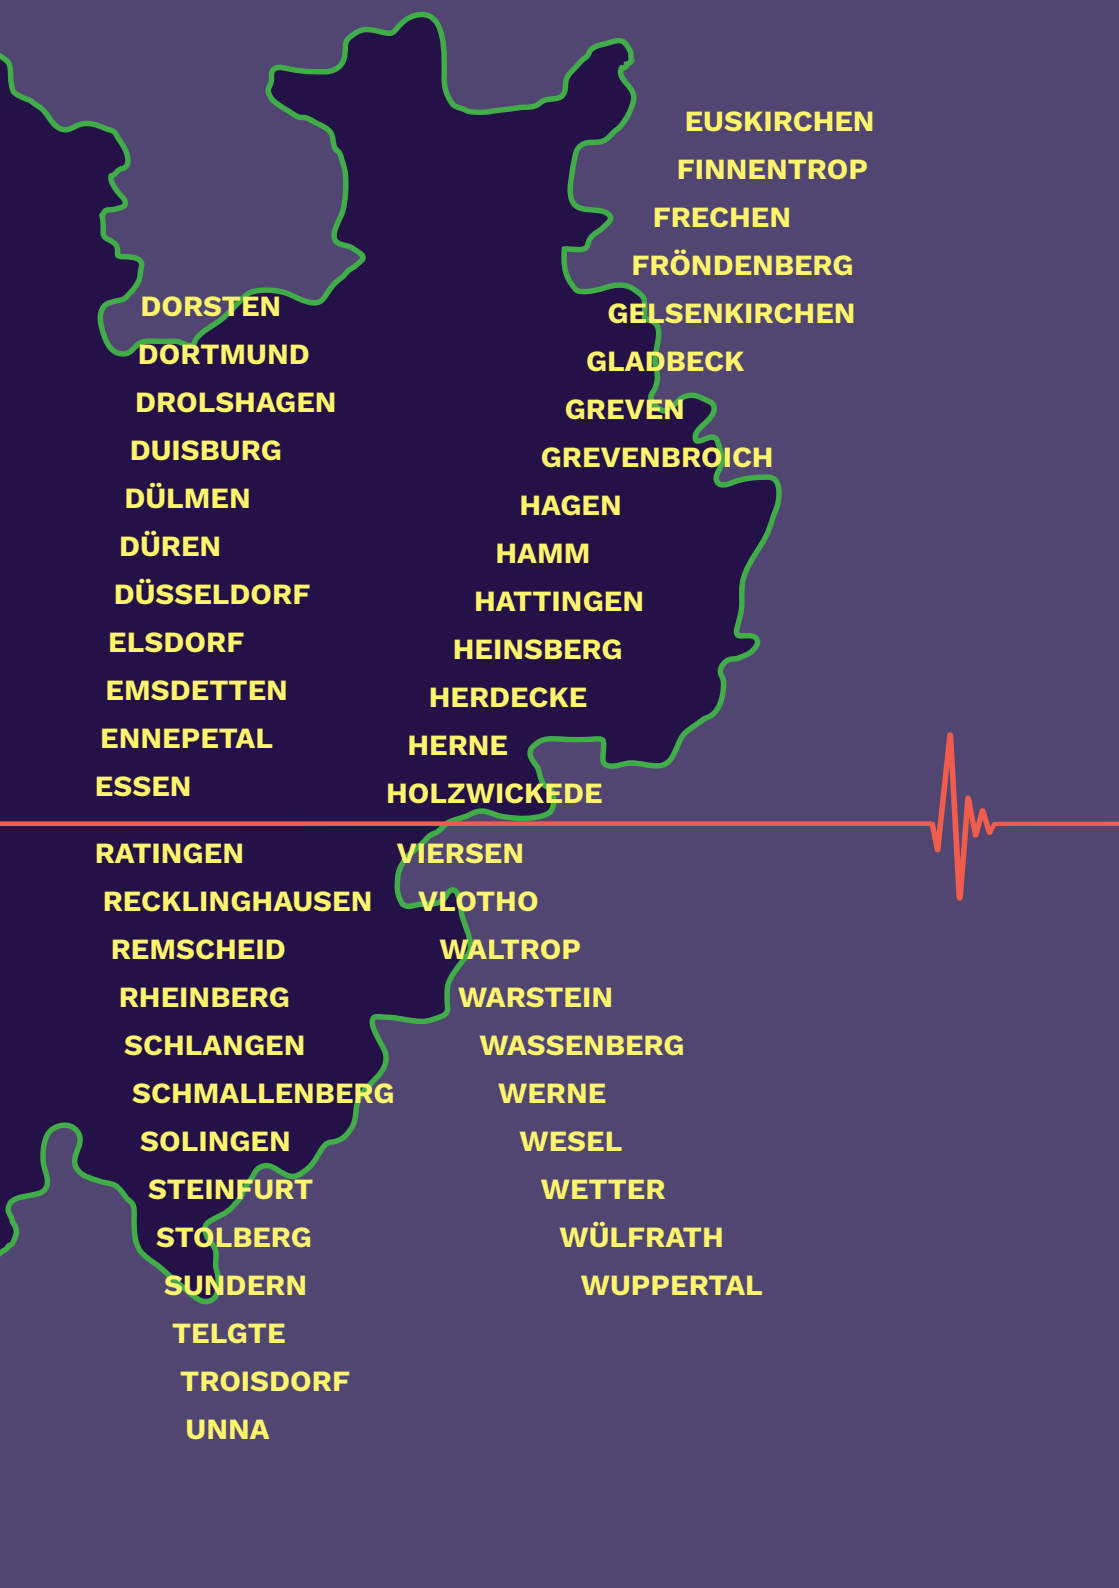 DORSTEN
DORTMUND
DROLSHAGEN
DUISBURG
DÜLMEN
DÜREN
DÜSSELDORF
ELSDORF
EMSDETTEN
ENNEPETAL
ESSEN
EUSKIRCHEN
FINNENTROP
FRECHEN
FRÖNDENBERG
GELSENKIRCHEN
GLADBECK
GREVEN
GREVENBROICH
HAGEN
HAMM
HATTINGEN
HEINSBERG
HERDECKE
HERNE
HOLZWICKEDE
RATINGEN
RECKLINGHAUSEN
REMSCHEID
RHEINBERG
SCHLANGEN
SCHMALLENBERG
SOLINGEN
STEINFURT
STOLBERG
SUNDERN
TELGTE
TROISDORF
UNNA
VIERSEN
VLOTHO
WALTROP
WARSTEIN
WASSENBERG
WERNE
WESEL
WETTER
WÜLFRATH
WUPPERTAL